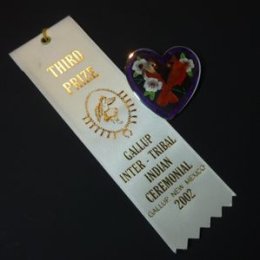 THIRD
PRIZE
GALLUP
INTER - TRIBAL
INDIAN
CEREMONIAL
GALLUP NEW MEXICO
2002